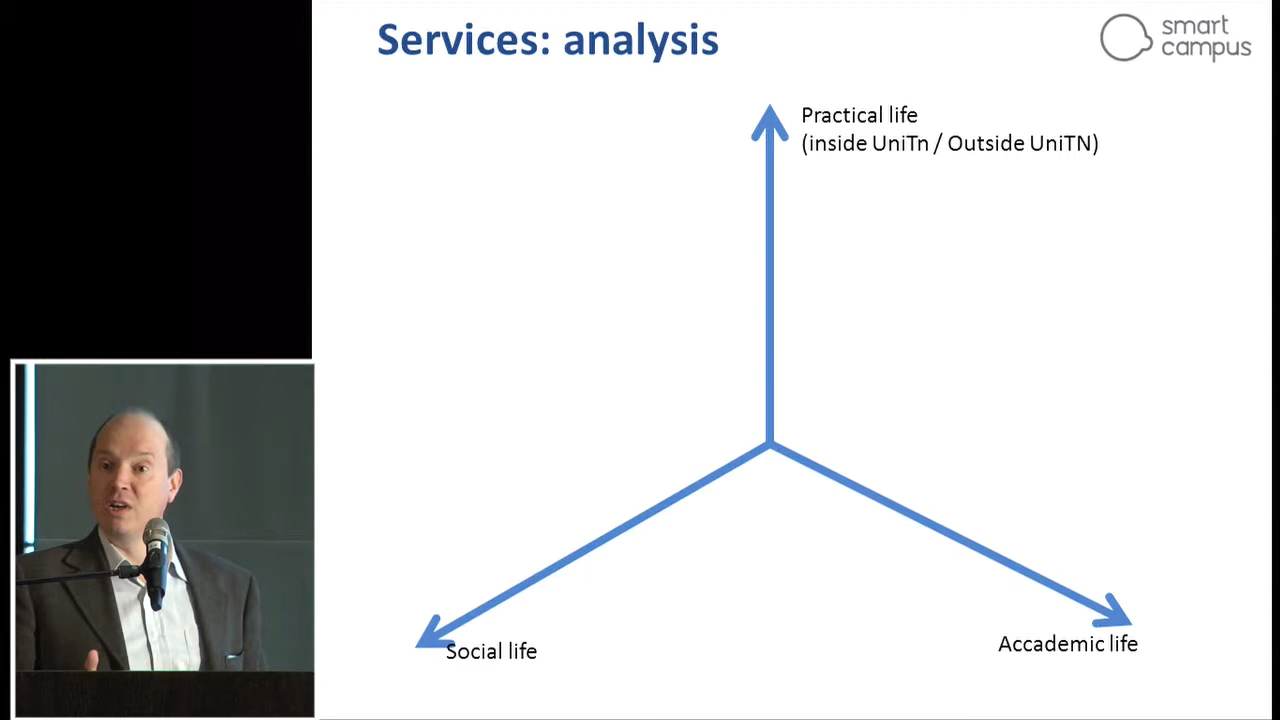 Services: analysis
smart
campus
Practical life
(inside UniTn / Outside UniTN)
Social life
Accademic life